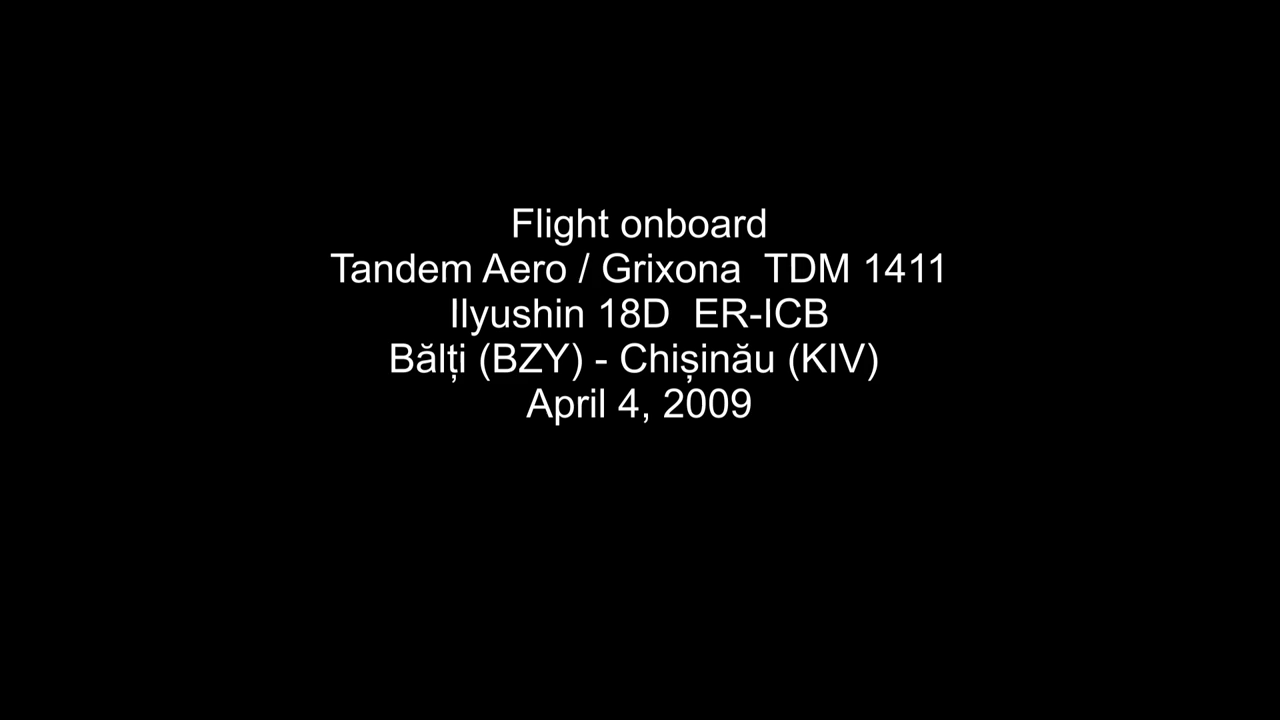 Flight onboard
Tandem Aero / Grixona  TDM 1411
Ilyushin 18D  ER-ICB
Bălți (BZY) - Chișinău (KIV)
April 4, 2009